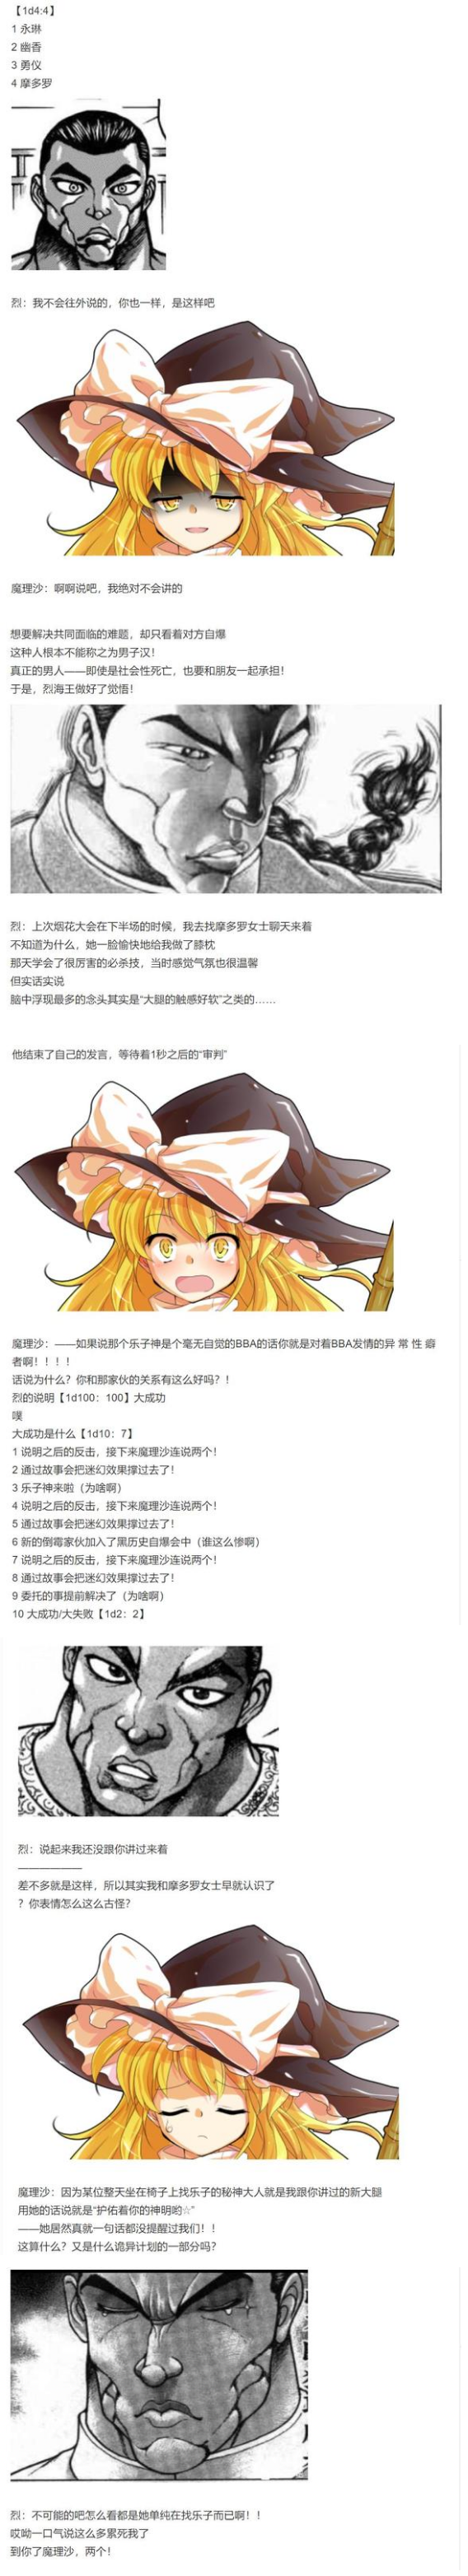 【1d4:4】
1 永琳
2 幽香
3 勇仪
4 摩多罗
烈：我不会往外说的，你也一样，是这样吧
魔理沙：啊啊说吧，我绝对不会讲的
想要解决共同面临的难题，却只看着对方自爆
这种人根本不能称之为男子汉！
真正的男人——即使是社会性死亡，也要和朋友一起承担！
于是，烈海王做好了觉悟！
烈：上次烟花大会在下半场的时候，我去找摩多罗女士聊天来着
不知道为什么，她一脸愉快地给我做了膝枕
那天学会了很厉害的必杀技，当时感觉气氛也很温馨
但实话实说
脑中浮现最多的念头其实是“大腿的触感好软”之类的……
他结束了自己的发言，等待着1秒之后的“审判”
魔理沙：——如果说那个乐子神是个毫无自觉的BBA的话你就是对着BBA发情的异 常 性 癖
者啊！！！！
话说为什么？你和那家伙的关系有这么好吗？！
烈的说明【1d100：100】大成功
噗
大成功是什么【1d10：7】
1 说明之后的反击，接下来魔理沙连说两个！
2 通过故事会把迷幻效果撑过去了！
3 乐子神来啦（为啥啊）
4 说明之后的反击，接下来魔理沙连说两个！
5 通过故事会把迷幻效果撑过去了！
6 新的倒霉家伙加入了黑历史自爆会中（谁这么惨啊）
7 说明之后的反击，接下来魔理沙连说两个！
8 通过故事会把迷幻效果撑过去了！
9 委托的事提前解决了（为啥啊）
10 大成功/大失败【1d2：2】
烈：说起来我还没跟你讲过来着
——————
差不多就是这样，所以其实我和摩多罗女士早就认识了
？你表情怎么这么古怪？
魔理沙：因为某位整天坐在椅子上找乐子的秘神大人就是我跟你讲过的新大腿
用她的话说就是“护佑着你的神明哟☆”
——她居然真就一句话都没提醒过我们！！
这算什么？又是什么诡异计划的一部分吗？
烈：不可能的吧怎么看都是她单纯在找乐子而已啊！！
哎呦一口气说这么多累死我了
到你了魔理沙，两个！